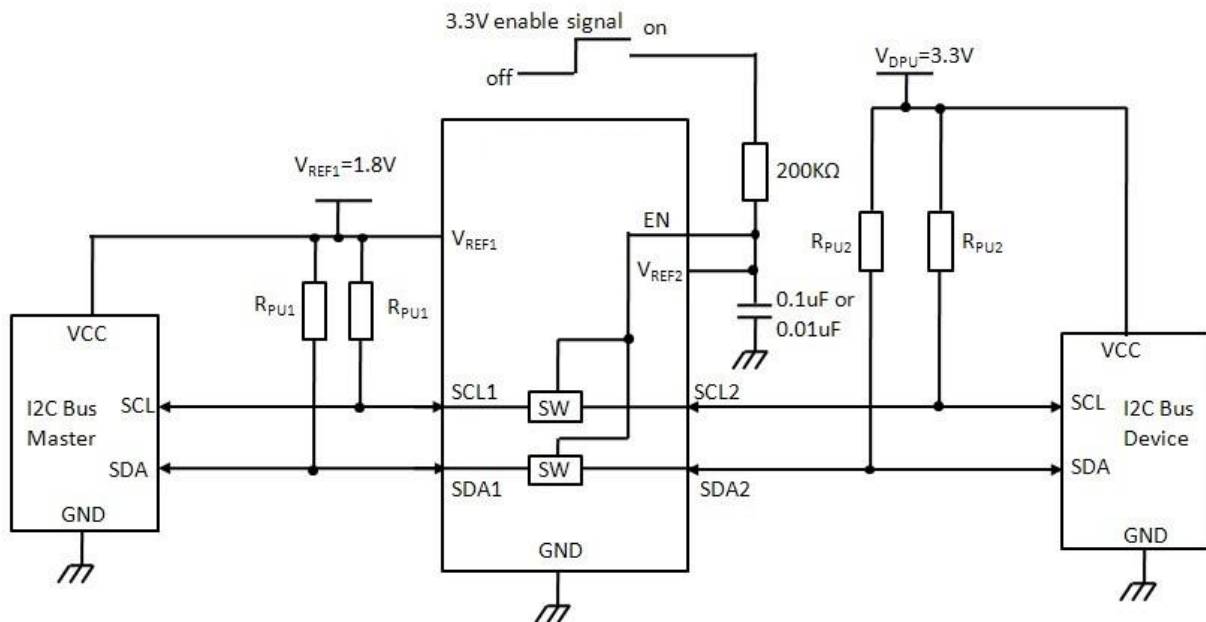 3.3V enable signal
on
off
V_DPU=3.3V
V_REF1=1.8V
200KΩ
EN
V_REF1
R_PU2
R_PU2
V_REF2
R_PU1
R_PU1
0.1uF or
0.01uF
VCC
VCC
SCL
SCL1
SW
SCL2
SCL
I2C Bus
Master
I2C Bus
Device
SDA
SDA1
SW
SDA2
SDA
GND
GND
GND